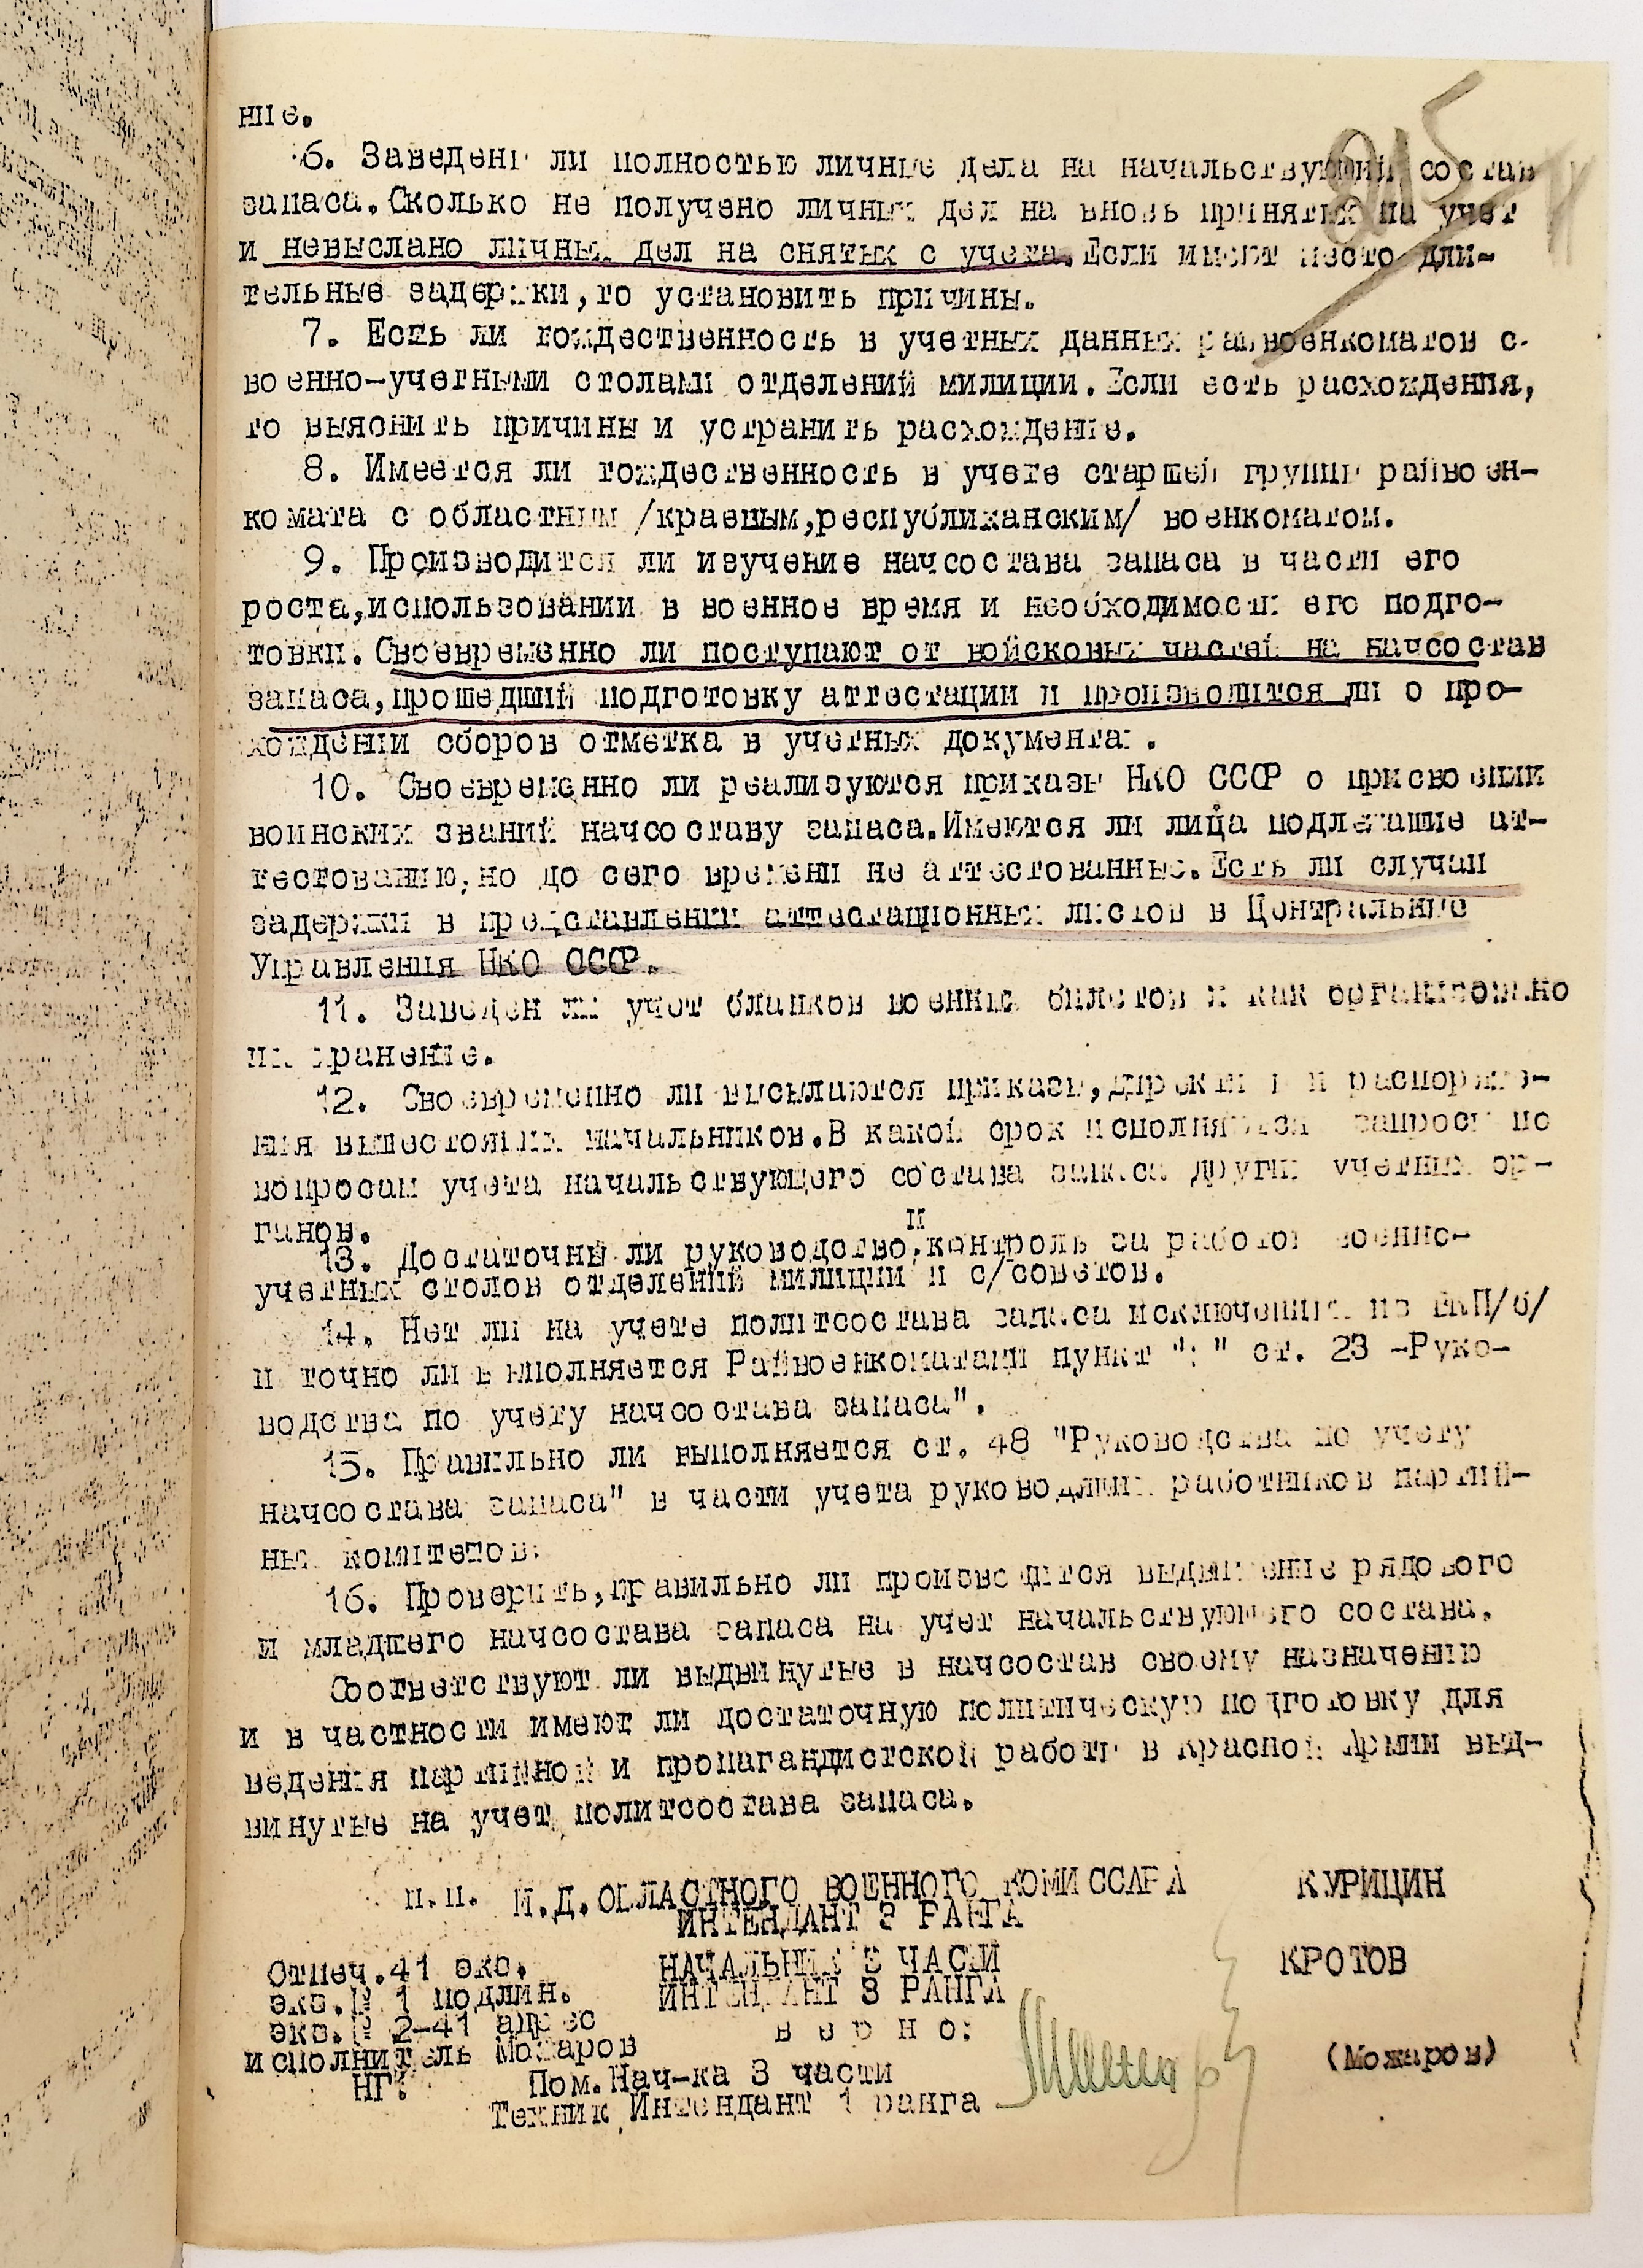 ние.
6. Заведены ли полностью личные дела на начальствующий состав
запаса.Сколько не получено личных дел на вновь принятых на учет
и невыслано личных дел на снятых с учета.Если имеют место дли-
тельные задержки,то установить причины.
7. Есть ли тождественность в учетных данных райвоенкоматов с
военно-учетными столами отделений милиции.Если есть расхождения,
то выяснить причины и устранить расхождение.
8. Имеется ли тождественность в учете старшей группы райвоен-
комата с областным /краевым,республиканским/ военкоматом.
9. Производится ли изучение начсостава запаса в части его
роста,использовании в военное время и необходимости его подго-
товки. Своевременно ли поступают от войсковых частей на начсостав
запаса,прошедший подготовку аттестации и производится ли о про-
хождении сборов отметка в учетных документах.
10. Своевременно ли реализуются приказы НКО СССР о присвоении
воинских званий начсоставу запаса.Имеются ли лица подлежащие ат-
тестованию,но до сего времени не аттестованные.Есть ли случаи
задержки в представлении аттестационных листов в Центральные
Управления НКО СССР.
11. Заведен ли учет бланков военных билетов и как организовано
их хранение.
12. Своевременно ли высылаются приказы,директивы и распоряже-
ния вышестоящих начальников.В какой срок исполняются запросы по
вопросам учета начальствующего состава запаса других учетных ор-
ганов.
13. Достаточны ли руководство и контроль за работой военно-
учетных столов отделений милиции и с/советов.
14. Нет ли на учете политсостава запаса исключенных из ВКП/б/
и точно ли выполняется Райвоенкоматами пункт " " ст. 23 -Руко-
водства по учету начсостава запаса".
15. Правильно ли выполняется ст. 48 "Руководства по учету
начсостава запаса" в части учета руководящих работников партий-
ных комитетов.
16. Проверить,правильно ли производится выдвижение рядового
и младшего начсостава запаса на учет начальствующего состава.
Соответствуют ли выдвинутые в начсостав своему назначению
и в частности имеют ли достаточную политическую подготовку для
ведения партийной и пропагандистской работы в Красной Армии выд-
винутые на учет политсостава запаса.
п.п. И.Д.ОБЛАСТНОГО ВОЕННОГО КОМИССАРА КУРИЦИН
ИНТЕНДАНТ 3 РАНГА
НАЧАЛЬНИК 3 ЧАСТИ КРОТОВ
ИНТЕНДАНТ 3 РАНГА
Отпеч.41 экз.
экз.№ 1 подлин.
экз.№ 2-41 адрес
исполнитель Можаров
НГ.
в е р н о:
Пом.Нач-ка 3 части (Можаров)
Техник Интендант 1 ранга